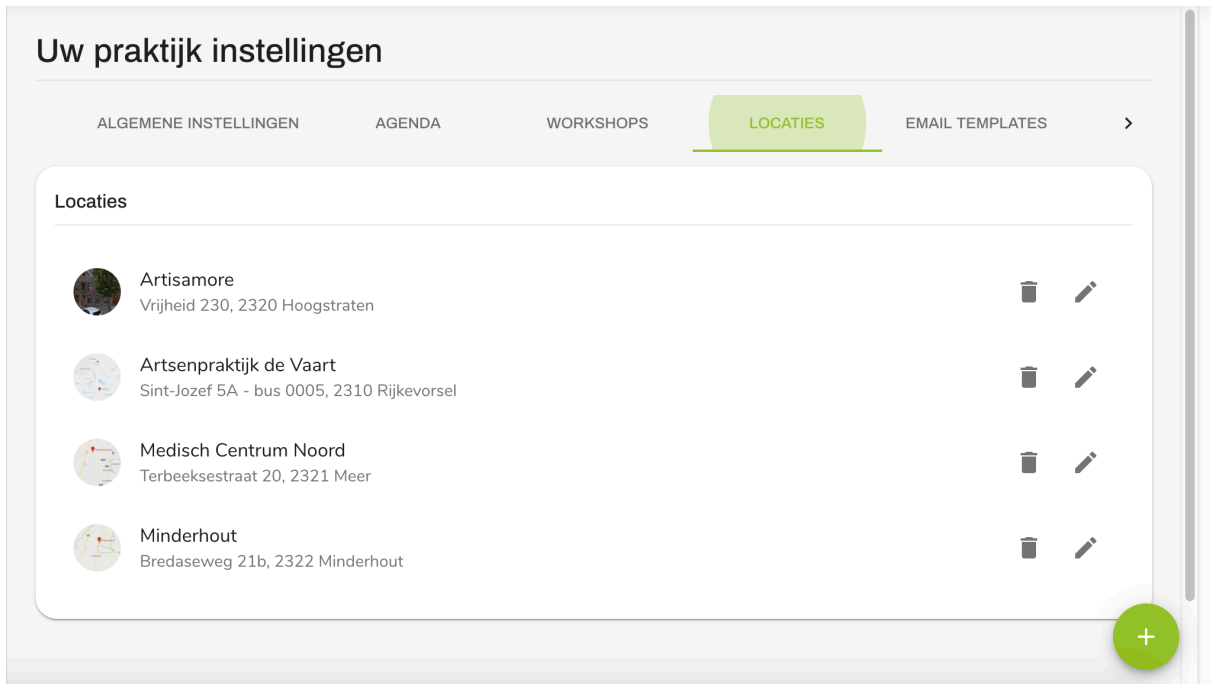 Uw praktijk instellingen
ALGEMENE INSTELLINGEN AGENDA WORKSHOPS LOCATIES EMAIL TEMPLATES
Locaties
Artisamore
Vrijheid 230, 2320 Hoogstraten
Artsenpraktijk de Vaart
Sint-Jozef 5A - bus 0005, 2310 Rijkevorsel
Medisch Centrum Noord
Terbeeksestraat 20, 2321 Meer
Minderhout
Bredaseweg 21b, 2322 Minderhout